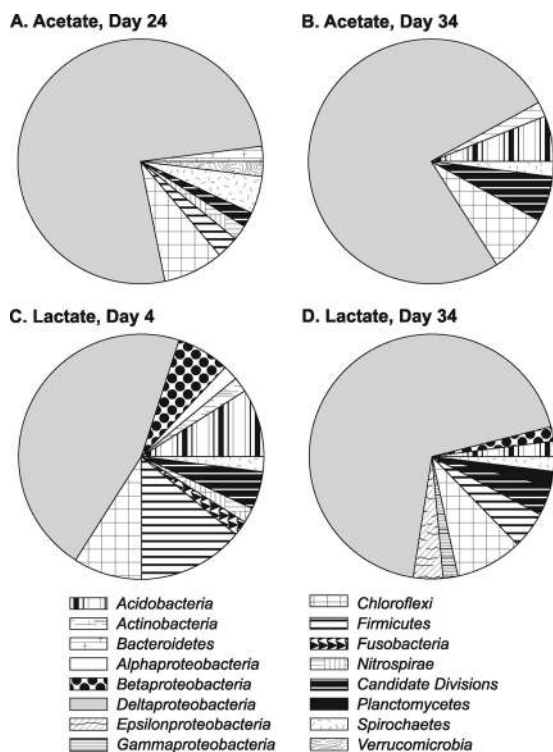 A. Acetate, Day 24
B. Acetate, Day 34
C. Lactate, Day 4
D. Lactate, Day 34
Acidobacteria
Actinobacteria
Bacteroidetes
Alphaproteobacteria
Betaproteobacteria
Deltaproteobacteria
Epsilonproteobacteria
Gammaproteobacteria
Chloroflexi
Firmicutes
Fusobacteria
Nitrospirae
Candidate Divisions
Planctomycetes
Spirochaetes
Verrucomicrobia